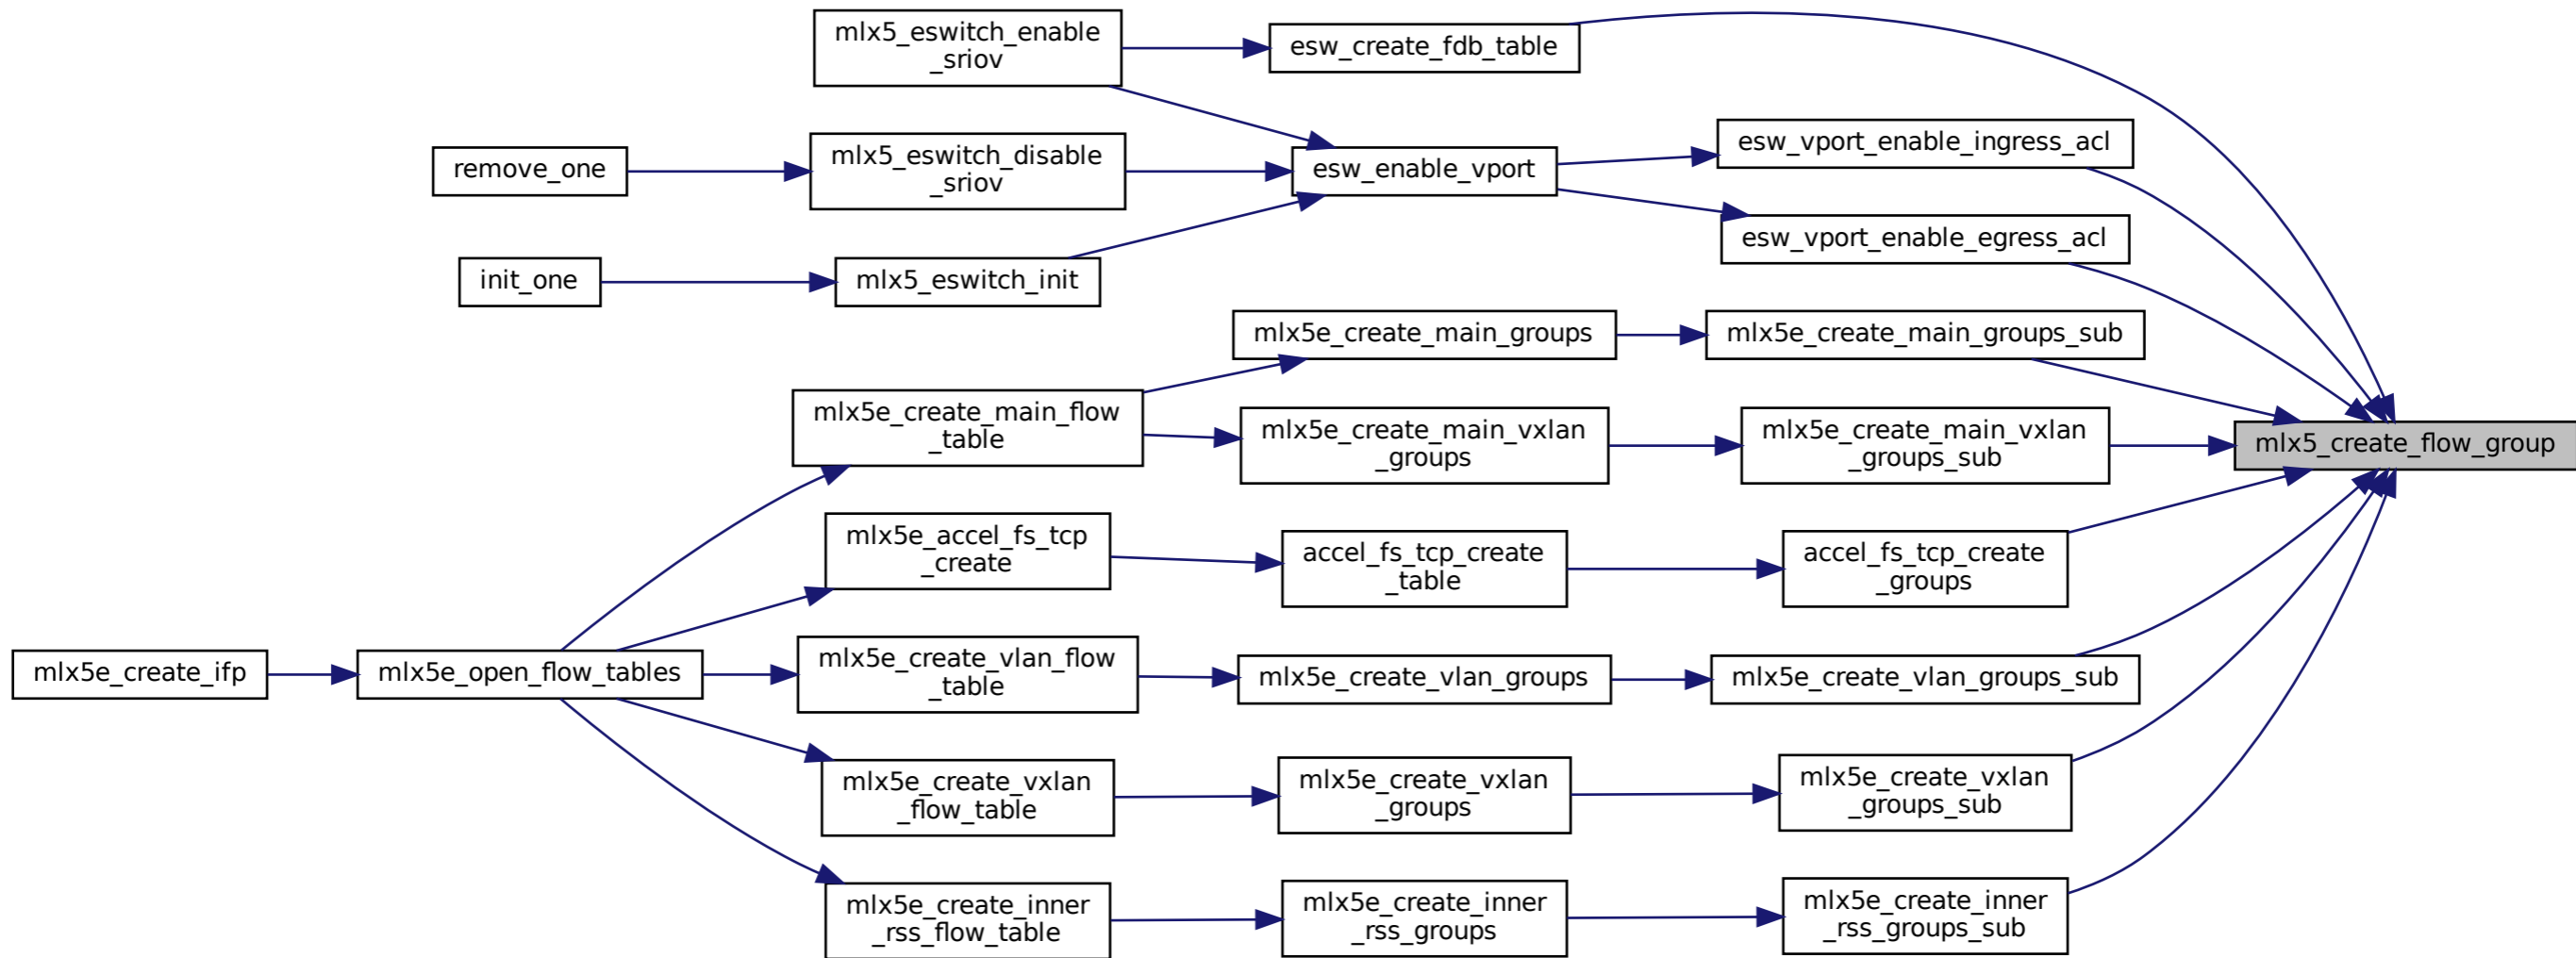 mlx5_eswitch_enable
_sriov
esw_create_fdb_table
remove_one
mlx5_eswitch_disable
_sriov
esw_enable_vport
esw_vport_enable_ingress_acl
esw_vport_enable_egress_acl
init_one
mlx5_eswitch_init
mlx5e_create_main_groups
mlx5e_create_main_groups_sub
mlx5e_create_main_flow
_table
mlx5e_create_main_vxlan
_groups
mlx5e_create_main_vxlan
_groups_sub
mlx5_create_flow_group
mlx5e_accel_fs_tcp
_create
accel_fs_tcp_create
_table
accel_fs_tcp_create
_groups
mlx5e_create_ifp
mlx5e_open_flow_tables
mlx5e_create_vlan_flow
_table
mlx5e_create_vlan_groups
mlx5e_create_vlan_groups_sub
mlx5e_create_vxlan
_flow_table
mlx5e_create_vxlan
_groups
mlx5e_create_vxlan
_groups_sub
mlx5e_create_inner
_rss_flow_table
mlx5e_create_inner
_rss_groups
mlx5e_create_inner
_rss_groups_sub